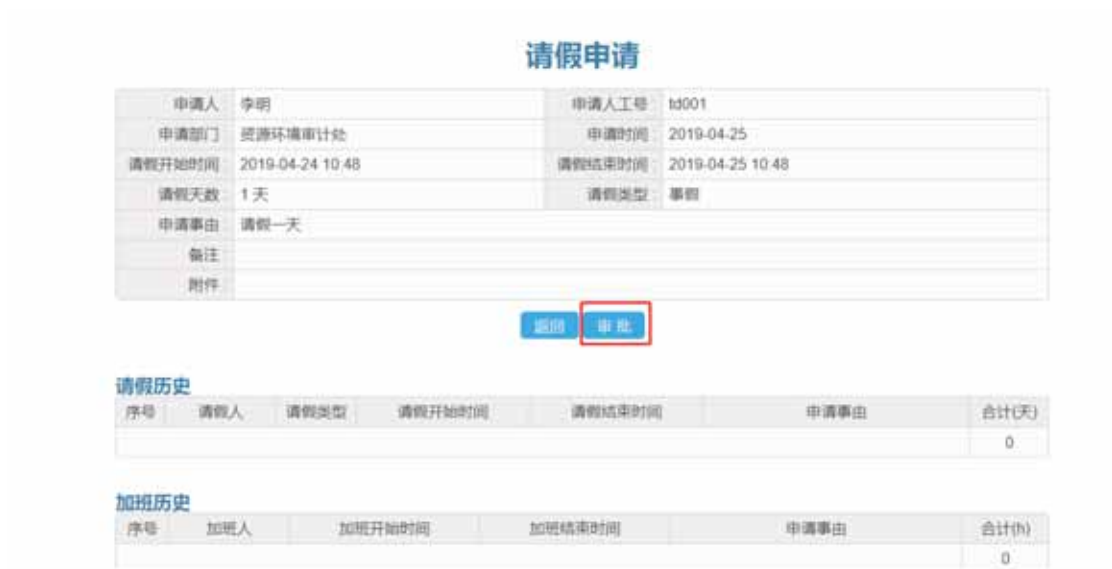 请假申请
申请人 李明 申请人工号 td001
申请部门 资源环境审计处 申请时间 2019-04-25
请假开始时间 2019-04-24 10:48 请假结束时间 2019-04-25 10:48
请假天数 1 天 请假类型 事假
申请事由 请假一天
备注
附件
返回 审 批
请假历史
序号 请假人 请假类型 请假开始时间 请假结束时间 申请事由 合计(天)
0
加班历史
序号 加班人 加班开始时间 加班结束时间 申请事由 合计(h)
0